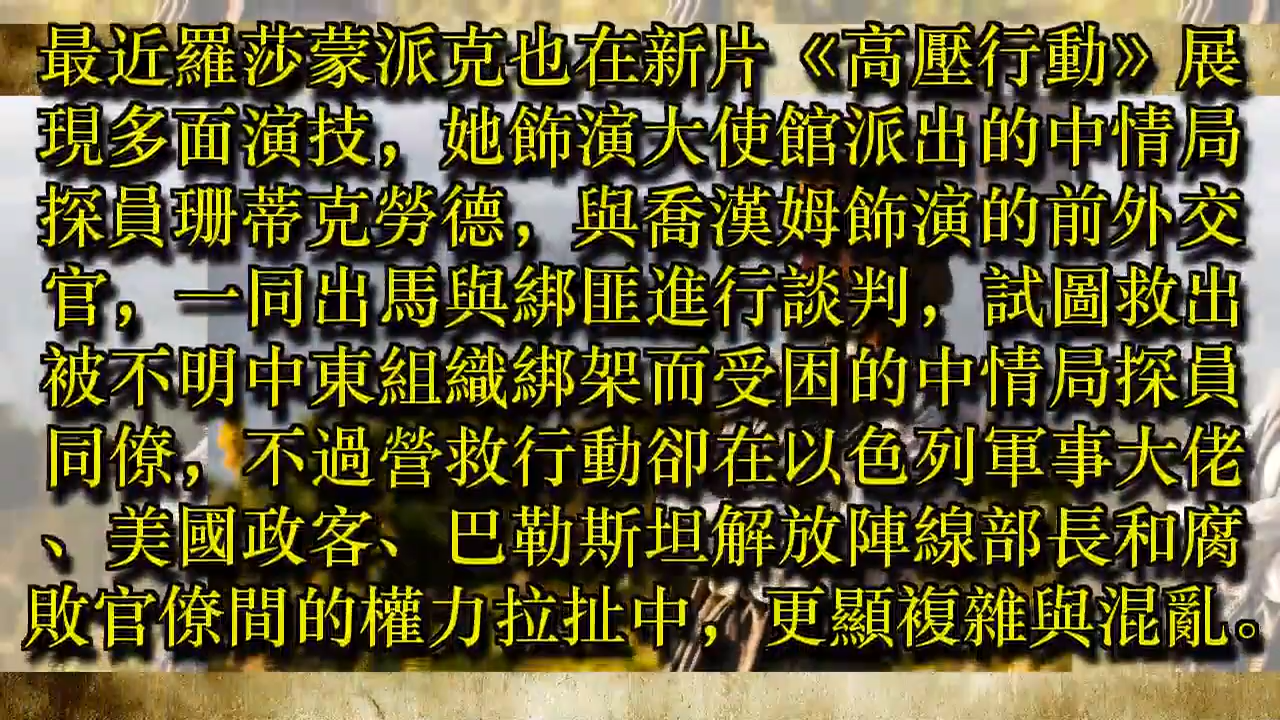 最近羅莎蒙派克也在新片《高壓行動》展
現多面演技，她飾演大使館派出的中情局
探員珊蒂克勞德，與喬漢姆飾演的前外交
官，一同出馬與綁匪進行談判，試圖救出
被不明中東組織綁架而受困的中情局探員
同僚，不過營救行動卻在以色列軍事大佬
、美國政客、巴勒斯坦解放陣線部長和腐
敗官僚間的權力拉扯中，更顯複雜與混亂。